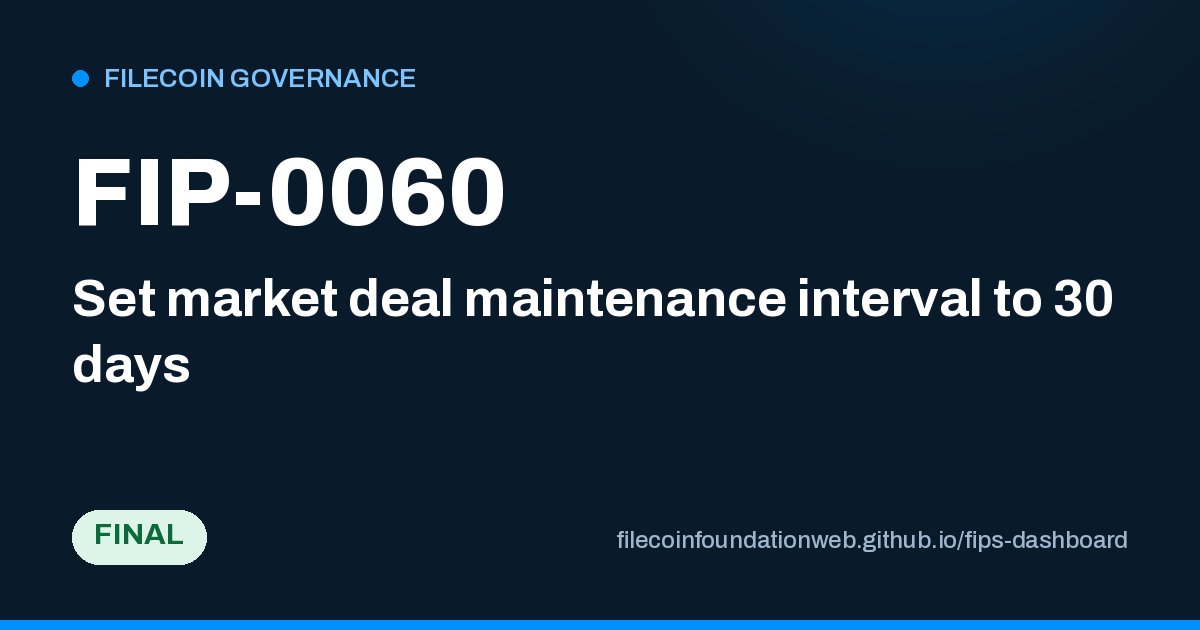 FILECOIN GOVERNANCE
FIP-0060
Set market deal maintenance interval to 30
days
FINAL
filecoinfoundationweb.github.io/fips-dashboard